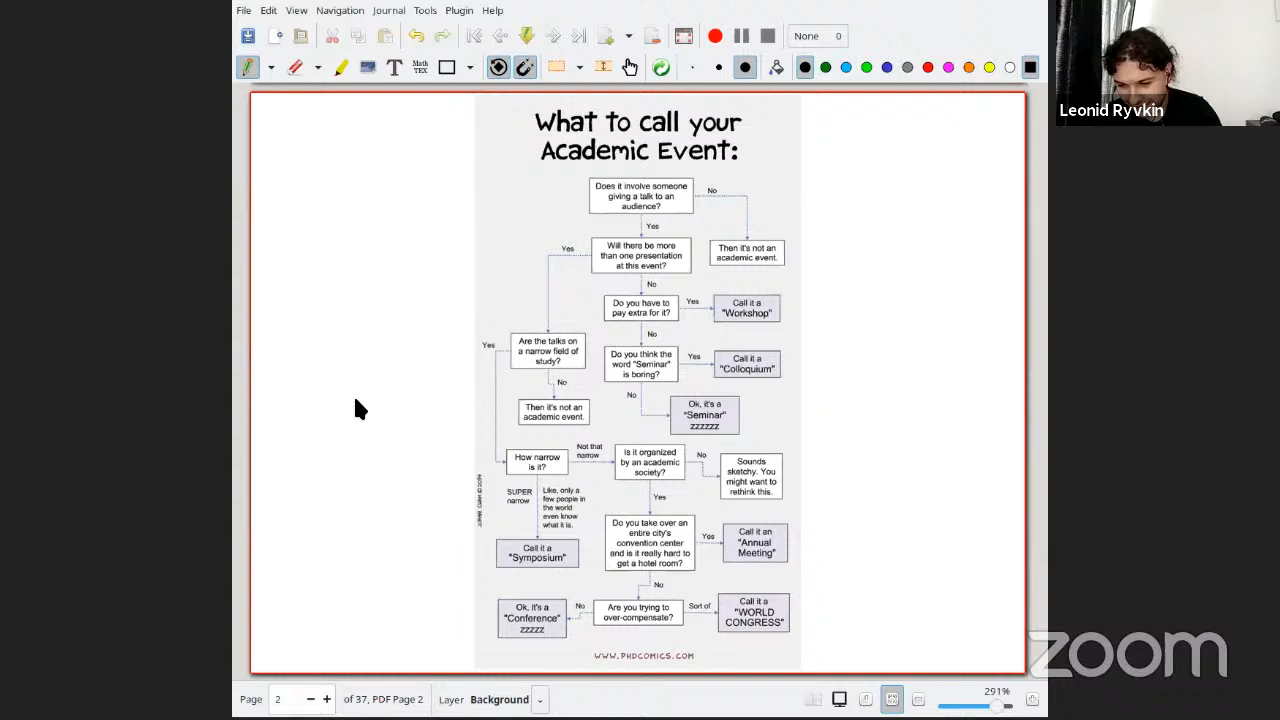 File Edit View Navigation Journal Tools Plugin Help
Math
TEX
None 0
Leonid Ryvkin
What to call your
Academic Event:
Does it involve someone
giving a talk to an
audience?
No
Yes
Then it's not an
academic event.
Will there be more
than one presentation
at this event?
Yes
No
Do you have to
pay extra for it?
Yes
Call it a
"Workshop"
No
Are the talks on
a narrow field of
study?
Yes
Do you think the
word "Seminar"
is boring?
Yes
Call it a
"Colloquium"
No
Then it's not an
academic event.
No
Ok, it's a
"Seminar"
zzzzzz
How narrow
is it?
Not that
narrow
Is it organized
by an academic
society?
No
Sounds
sketchy. You
might want to
rethink this.
SUPER
narrow
Like, only a
few people in
the world
even know
what it is.
Yes
Call it a
"Symposium"
Do you take over an
entire city's
convention center
and is it really hard to
get a hotel room?
Yes
Call it an
"Annual
Meeting"
No
Are you trying to
over-compensate?
No
Ok, it's a
"Conference"
zzzzz
Sort of
Call it a
"WORLD
CONGRESS"
WWW.PHDCOMICS.COM
zoom
Page 2 of 37, PDF Page 2 Layer Background 291%